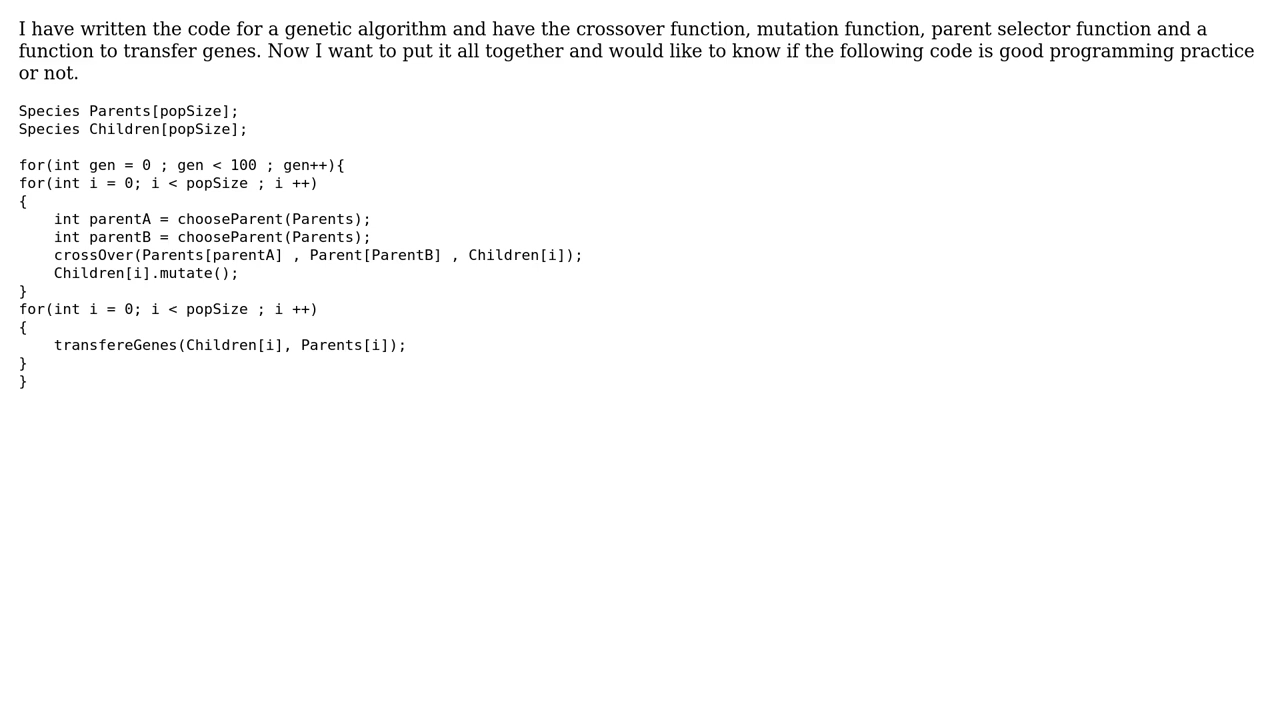 I have written the code for a genetic algorithm and have the crossover function, mutation function, parent selector function and a
function to transfer genes. Now I want to put it all together and would like to know if the following code is good programming practice
or not.
Species Parents[popSize];
Species Children[popSize];
for(int gen = 0 ; gen < 100 ; gen++){
for(int i = 0; i < popSize ; i ++)
{
    int parentA = chooseParent(Parents);
    int parentB = chooseParent(Parents);
    crossOver(Parents[parentA] , Parent[ParentB] , Children[i]);
    Children[i].mutate();
}
for(int i = 0; i < popSize ; i ++)
{
    transfereGenes(Children[i], Parents[i]);
}
}